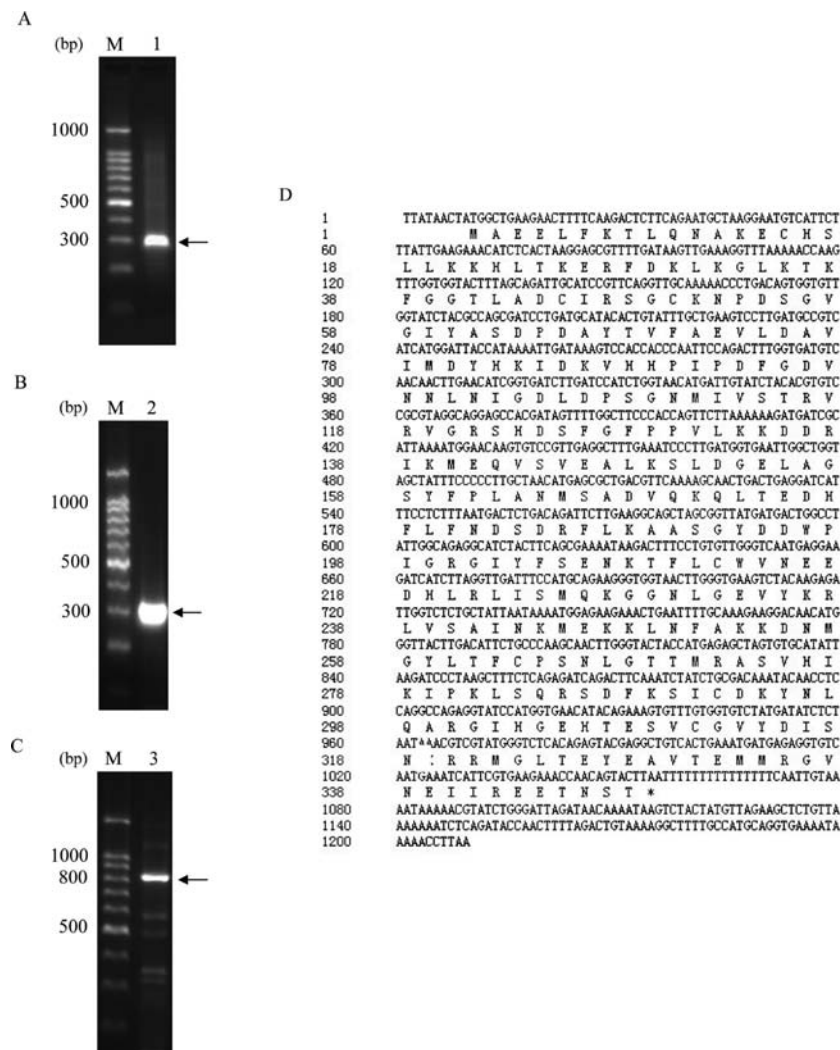 A
(bp) M 1
1000
500
300
B
(bp) M 2
1000
500
300
C
(bp) M 3
1000
800
500
D
1 TTATAACTATGGCTGAAGAACTTTTCAAGACTCTTCAGAATGCTAAGGAATGTCATTCT
1 M A E E L F K T L Q N A K E C H S
60 TTATTGAAGAAACATCTCACTAAGGAGCGTTTTGATAAGTTGAAAGGTTTAAAAACCAAG
18 L L K K H L T K E R F D K L K G L K T K
120 TTTGGTGGTACTTTAGCAGATTGCATCCGTTCAGGTTGCAAAAACCCTGACAGTGGTGTT
38 F G G T L A D C I R S G C K N P D S G V
180 GGTATCTACGCCAGCGATCCTGATGCATACACTGTATTTGCTGAAGTCCTTGATGCCGTC
58 G I Y A S D P D A Y T V F A E V L D A V
240 ATCATGGATTACCATAAAATTGATAAAGTCCACCACCCAATTCCAGACTTTGGTGATGTC
78 I M D Y H K I D K V H H P I P D F G D V
300 AACAACTTGAACATCGGTGATCTTGATCCATCTGGTAACATGATTGTATCTACACGTGTC
98 N N L N I G D L D P S G N M I V S T R V
360 CGCGTAGGCAGGAGCCACGATAGTTTTGGCTTCCCACCAGTTCTTAAAAAAGATGATCGC
118 R V G R S H D S F G F P P V L K K D D R
420 ATTAAAATGGAACAAGTGTCCGTTGAGGCTTTGAAATCCCTTGATGGTGAATTGGCTGGT
138 I K M E Q V S V E A L K S L D G E L A G
480 AGCTATTTCCCCCTTGCTAACATGAGCGCTGACGTTCAAAAGCAACTGACTGAGGATCAT
158 S Y F P L A N M S A D V Q K Q L T E D H
540 TTCCTCTTTAATGACTCTGACAGATTCTTGAAGGCAGCTAGCGGTTATGATGACTGGCCT
178 F L F N D S D R F L K A A S G Y D D W P
600 ATTGGCAGAGGCATCTACTTCAGCGAAAATAAGACTTTCCTGTGTTGGGTCAATGAGGAA
198 I G R G I Y F S E N K T F L C W V N E E
660 GATCATCTTAGGTTGATTTCCATGCAGAAGGGTGGTAACTTGGGTGAAGTCTACAAGAGA
218 D H L R L I S M Q K G G N L G E V Y K R
720 TTGGTCTCTGCTATTAATAAAATGGAGAAGAAACTGAATTTTGCAAAGAAGGACAACATG
238 L V S A I N K M E K K L N F A K K D N M
780 GGTTACTTGACATTCTGCCCAAGCAACTTGGGTACTACCATGAGAGCTAGTGTGCATATT
258 G Y L T F C P S N L G T T M R A S V H I
840 AAGATCCCTAAGCTTTCTCAGAGATCAGACTTCAAATCTATCTGCGACAAATACAACCTC
278 K I P K L S Q R S D F K S I C D K Y N L
900 CAGGCCAGAGGTATCCATGGTGAACATACAGAAAGTGTTTGTGGTGTCTATGATATCTCT
298 Q A R G I H G E H T E S V C G V Y D I S
960 ACGTCGTATGGGTCTCACAGAGTACGAGGCTGTCACTGAAATGATGAGAGGTGTC
318 N R R M G L T E Y E A V T E M M R G V
1020 AATGAAATCATTCGTGAAGAAACCAACAGTACTTAATTTTTTTTTTTTTTTTCAATTGTAA
338 N E I I R E E T N S T *
1080 AATAAAAACGTATCTGGGATTAGATAACAAAATAAGTCTACTATGTTAGAAGCTCTGTTA
1140 AAAAAATCTCAGATACCAACTTTTAGACTGTAAAAGGCTTTTGCCATGCAGGTGAAAATA
1200 AAAACCTTAA